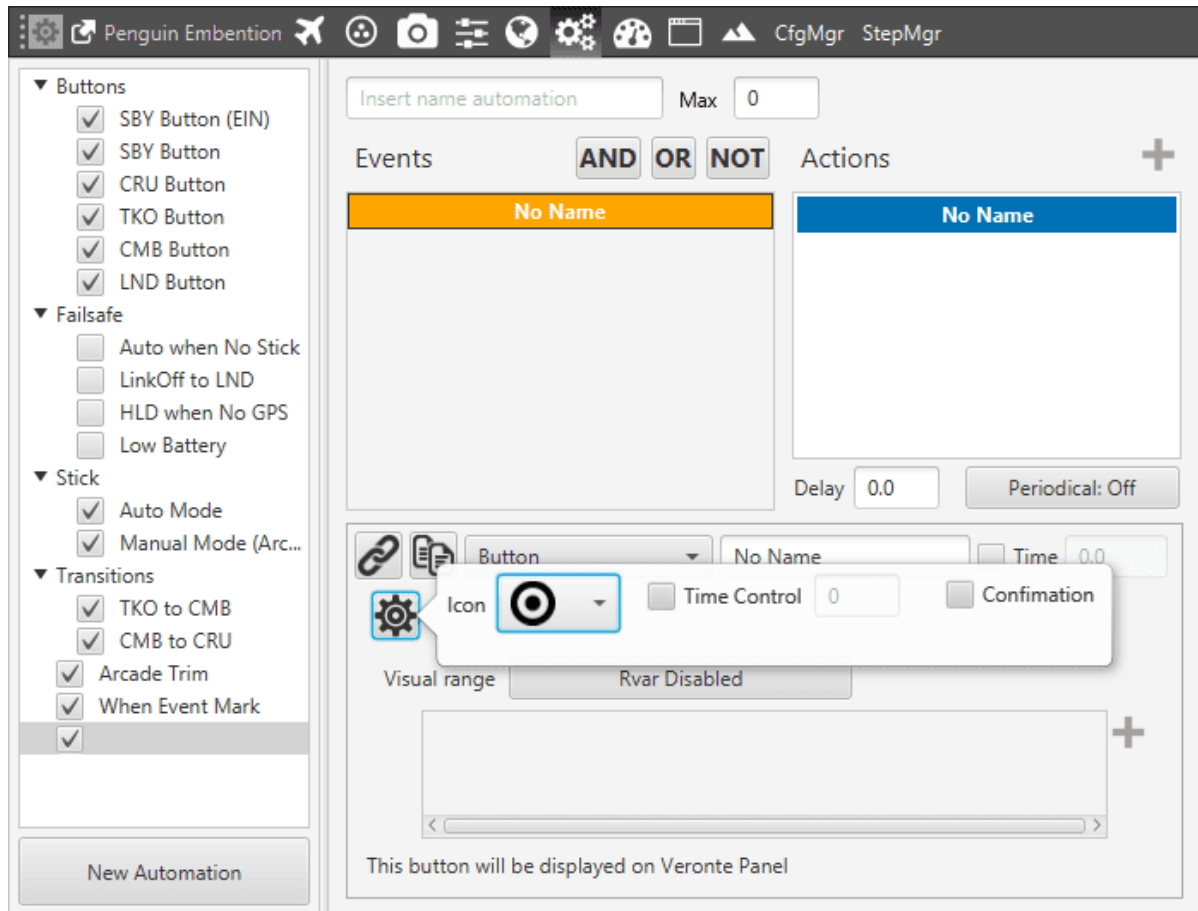 Penguin Embention CfgMgr StepMgr
Buttons
SBY Button (EIN)
SBY Button
CRU Button
TKO Button
CMB Button
LND Button
Failsafe
Auto when No Stick
LinkOff to LND
HLD when No GPS
Low Battery
Stick
Auto Mode
Manual Mode (Arc...
Transitions
TKO to CMB
CMB to CRU
Arcade Trim
When Event Mark
New Automation
Insert name automation Max 0
Events AND OR NOT Actions
No Name
No Name
Delay 0.0 Periodical: Off
Button No Name Time 0.0
Icon Time Control 0 Confimation
Visual range Rvar Disabled
This button will be displayed on Veronte Panel